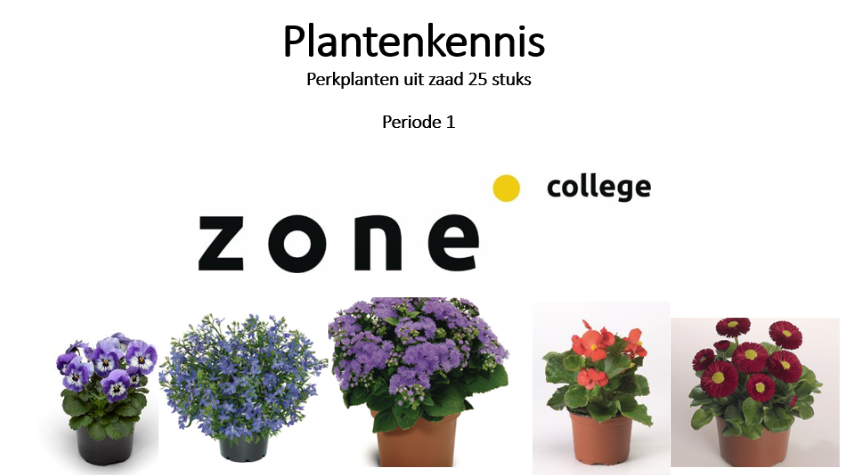 Plantenkennis
Perkplanten uit zaad 25 stuks
Periode 1
college
zone